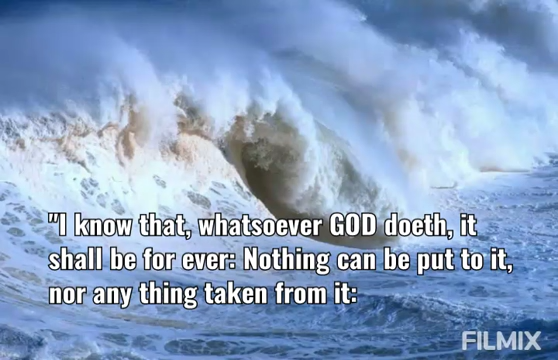 "I know that, whatsoever GOD doeth, it
shall be for ever: Nothing can be put to it,
nor any thing taken from it:
FILMIX